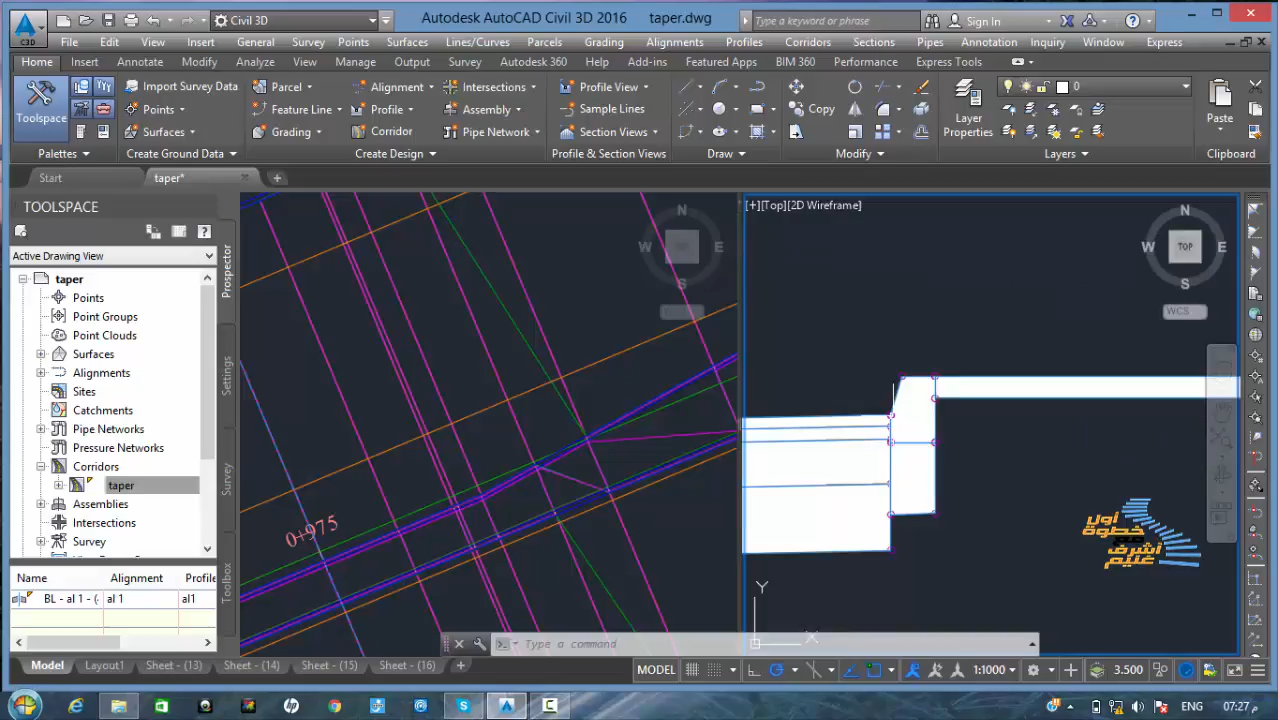 Autodesk AutoCAD Civil 3D 2016 taper.dwg
Civil 3D
Type a keyword or phrase
Sign In
C3D
File Edit View Insert General Survey Points Surfaces Lines/Curves Parcels Grading Alignments Profiles Corridors Sections Pipes Annotation Inquiry Window Express
Home Insert Annotate Modify Analyze View Manage Output Survey Autodesk 360 Help Add-ins Featured Apps BIM 360 Performance Express Tools
Toolspace
Palettes
Import Survey Data
Points
Surfaces
Create Ground Data
Parcel
Feature Line
Grading
Alignment
Profile
Corridor
Intersections
Assembly
Pipe Network
Create Design
Profile View
Sample Lines
Section Views
Profile & Section Views
Draw
Copy
Modify
Layer
Properties
0
Layers
Paste
Clipboard
Start
taper*
TOOLSPACE
Active Drawing View
taper
Points
Point Groups
Point Clouds
Surfaces
Alignments
Sites
Catchments
Pipe Networks
Pressure Networks
Corridors
taper
Assemblies
Intersections
Survey
Name Alignment Profile
BL - al 1 - ( al 1 al1
Prospector
Settings
Survey
Toolbox
0+975
N
W E
S
[+][Top][2D Wireframe]
N
W TOP E
S
WCS
Y
X
اول
خطوة
أشرف
غنيم
Type a command
Model Layout1 Sheet - (13) Sheet - (14) Sheet - (15) Sheet - (16)
MODEL
1:1000
3.500
ENG
07:27 م